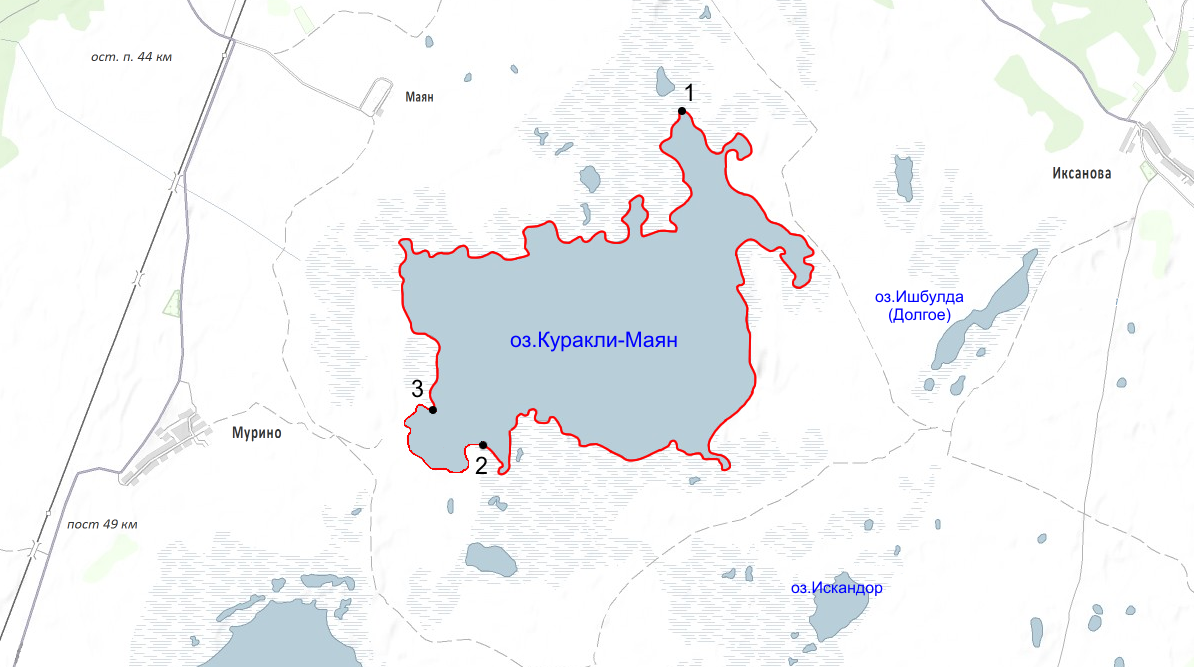 ост. п. 44 км
Маян
1
Иксанова
оз.Ишбулда
(Долгое)
оз.Куракли-Маян
3
Мурино
2
пост 49 км
оз.Искандор